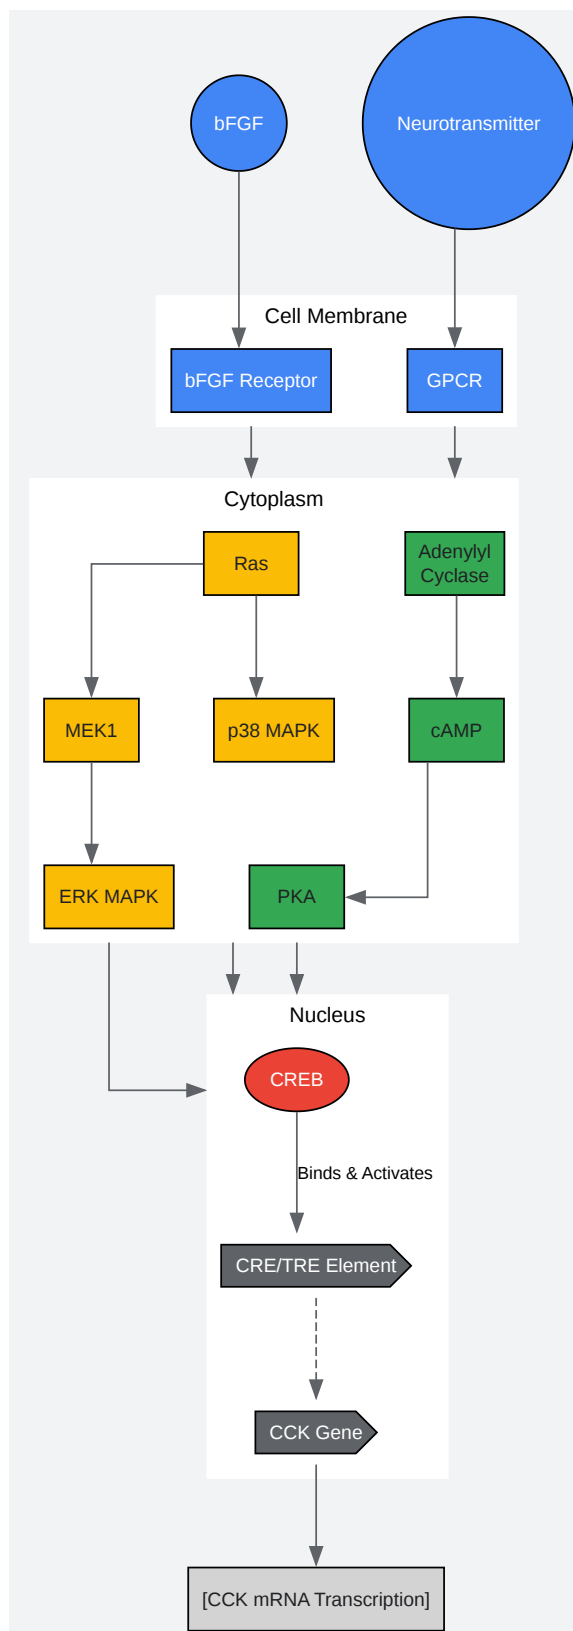 bFGF
Neurotransmitter
Cell Membrane
bFGF Receptor
GPCR
Cytoplasm
Ras
Adenylyl
Cyclase
MEK1
p38 MAPK
cAMP
ERK MAPK
PKA
Nucleus
CREB
Binds & Activates
CRE/TRE Element
CCK Gene
[CCK mRNA Transcription]